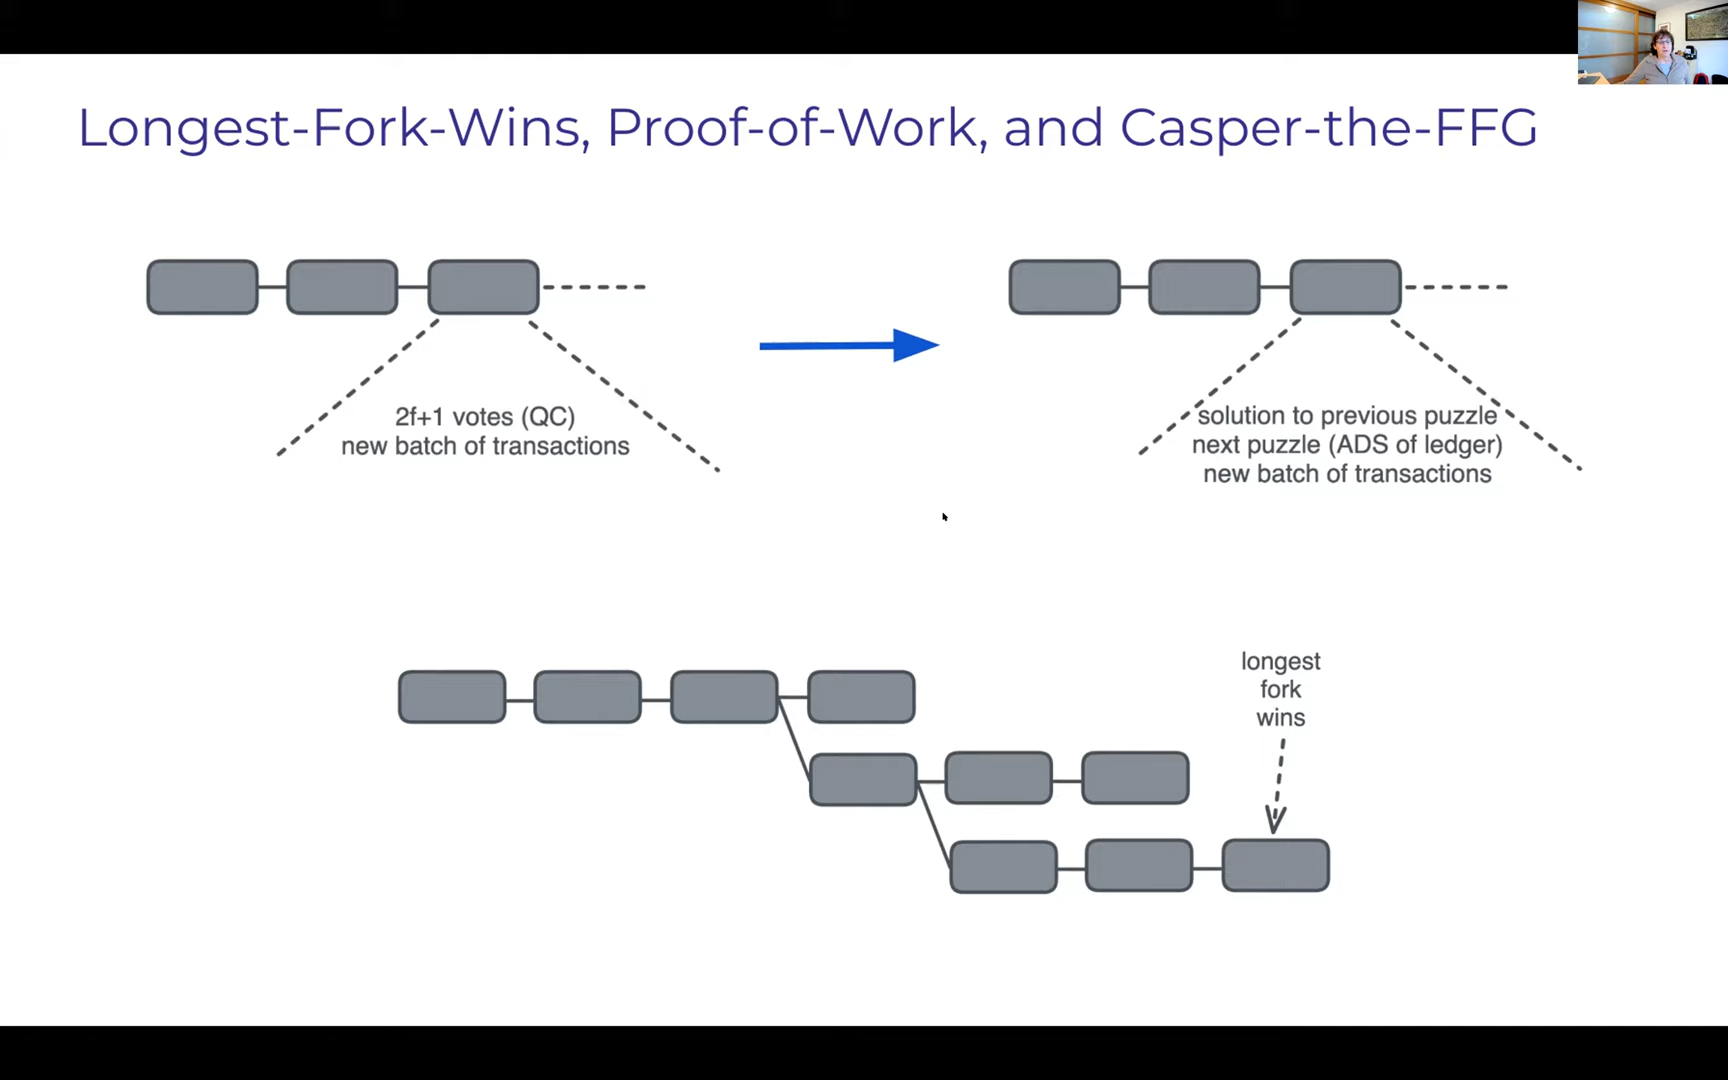 Longest-Fork-Wins, Proof-of-Work, and Casper-the-FFG
2f+1 votes (QC)
new batch of transactions
solution to previous puzzle
next puzzle (ADS of ledger)
new batch of transactions
longest
fork
wins